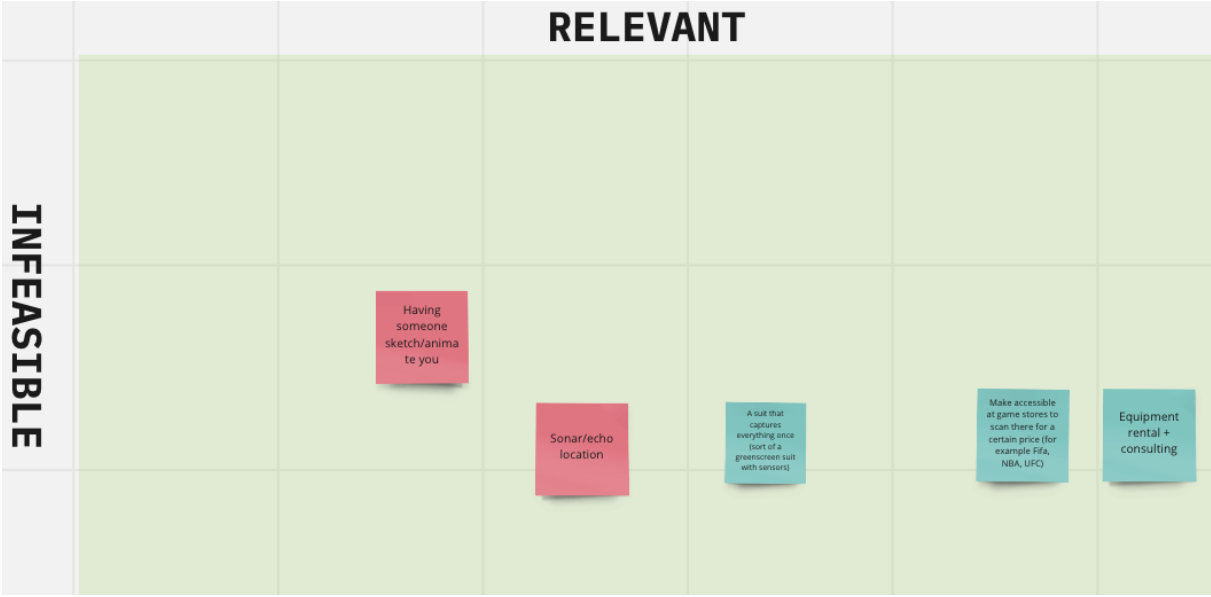 RELEVANT
INFEASIBLE
Having
someone
sketch/anima
te you
Sonar/echo
location
A suit that
captures
everything once
(sort of a
greenscreen suit
with sensors)
Make accessible
at game stores to
scan there for a
certain price (for
example Fifa,
NBA, UFC)
Equipment
rental +
consulting